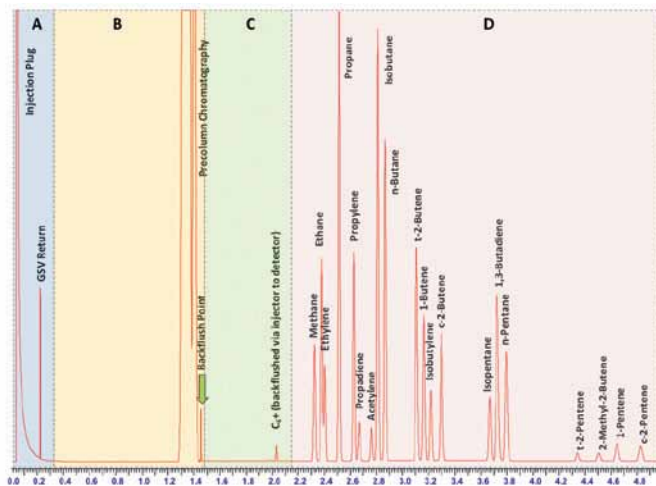 A
B
C
D
Injection Plug
GSV Return
Precolumn Chromatography
Backflush Point
C₆+ (backflushed via injector to detector)
Methane
Ethane
Ethylene
Propane
Propylene
Propadiene
Acetylene
Isobutane
n-Butane
t-2-Butene
1-Butene
Isobutylene
c-2-Butene
Isopentane
1,3-Butadiene
n-Pentane
t-2-Pentene
2-Methyl-2-Butene
1-Pentene
c-2-Pentene
0.0 0.2 0.4 0.6 0.8 1.0 1.2 1.4 1.6 1.8 2.0 2.2 2.4 2.6 2.8 3.0 3.2 3.4 3.6 3.8 4.0 4.2 4.4 4.6 4.8